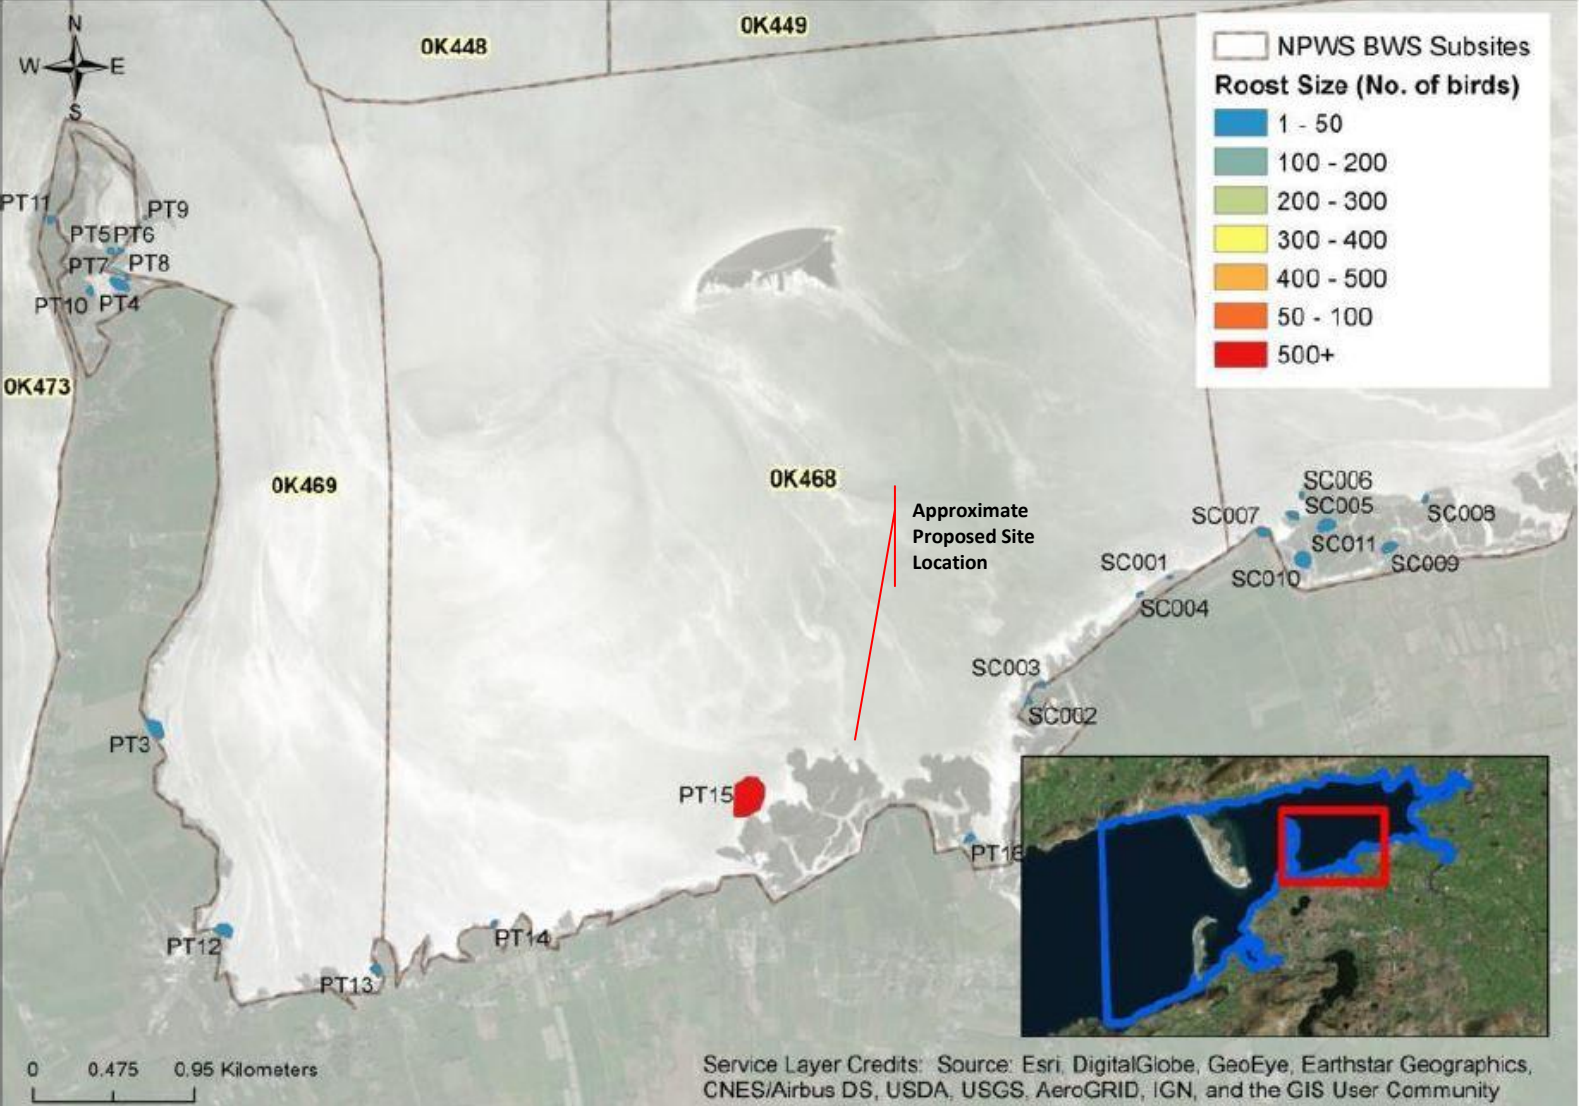 N
W E
S
0K448
0K449
NPWS BWS Subsites
Roost Size (No. of birds)
1 - 50
100 - 200
200 - 300
300 - 400
400 - 500
50 - 100
500+
PT11
PT9
PT5 PT6
PT7 PT8
PT10 PT4
0K473
0K469
0K468
Approximate
Proposed Site
Location
SC006
SC005
SC007
SC008
SC011
SC001
SC010
SC009
SC004
SC003
SC002
PT3
PT15
PT12
PT14
PT13
0 0.475 0.95 Kilometers
Service Layer Credits: Source: Esri, DigitalGlobe, GeoEye, Earthstar Geographics,
CNES/Airbus DS, USDA, USGS, AeroGRID, IGN, and the GIS User Community